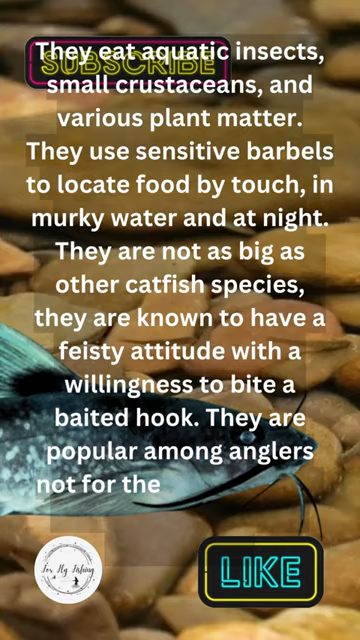 They eat aquatic insects,
SUBSCRIBE
small crustaceans, and
various plant matter.
They use sensitive barbels
to locate food by touch, in
murky water and at night.
They are not as big as
other catfish species,
they are known to have a
feisty attitude with a
willingness to bite a
baited hook. They are
popular among anglers
not for the
For My Fishing
LIKE